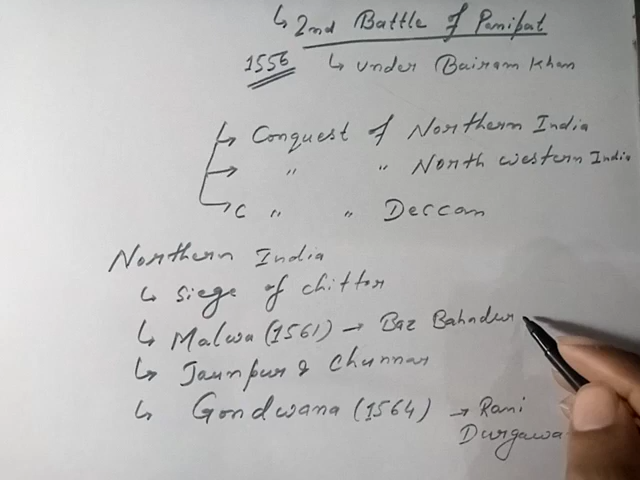 ↳ 2nd Battle of Panipat
1556 ↳ under Bairam Khan
→ Conquest of Northern India
→ " " North western India
→ C " " Deccan
Northern India
↳ Siege of Chittor
↳ Malwa (1561) → Baz Bahadur
↳ Jaunpur & Chunnar
↳ Gondwana (1564) → Rani
Durgawa